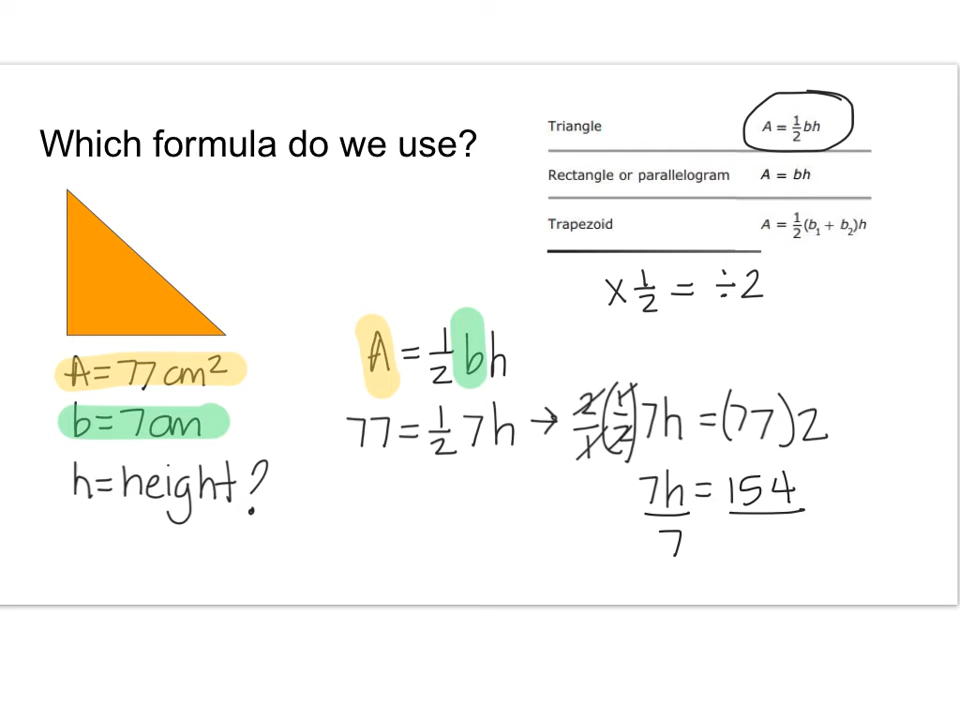 Which formula do we use?
Triangle A = 1/2 bh
Rectangle or parallelogram A = bh
Trapezoid A = 1/2 (b₁ + b₂)h
x 1/2 = ÷2
A = 77 cm²
b = 7 cm
h = height?
A = 1/2 bh
77 = 1/2 7h → 2/1 (1/2) 7h = (77) 2
7h = 154
7